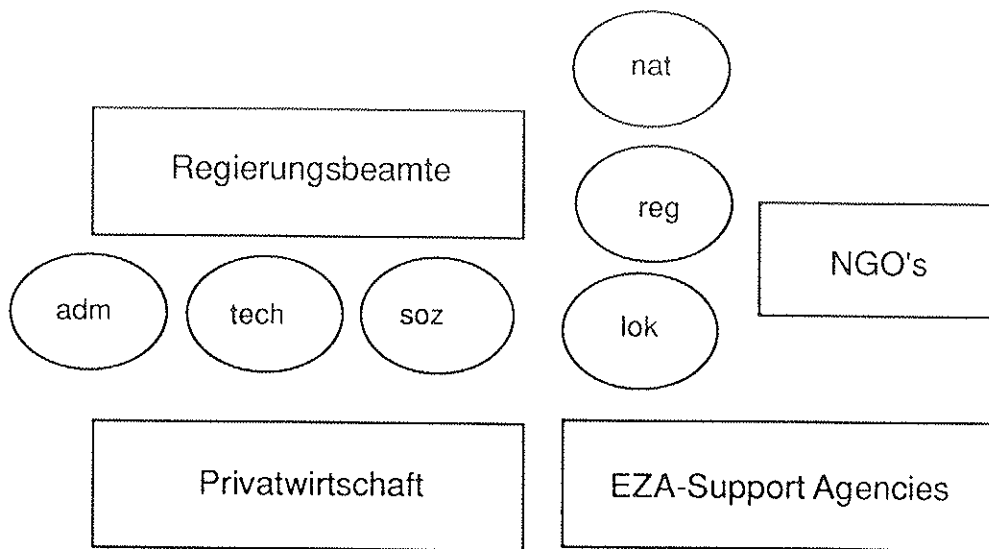 nat
Regierungsbeamte
reg
NGO's
adm
tech
soz
lok
Privatwirtschaft
EZA-Support Agencies